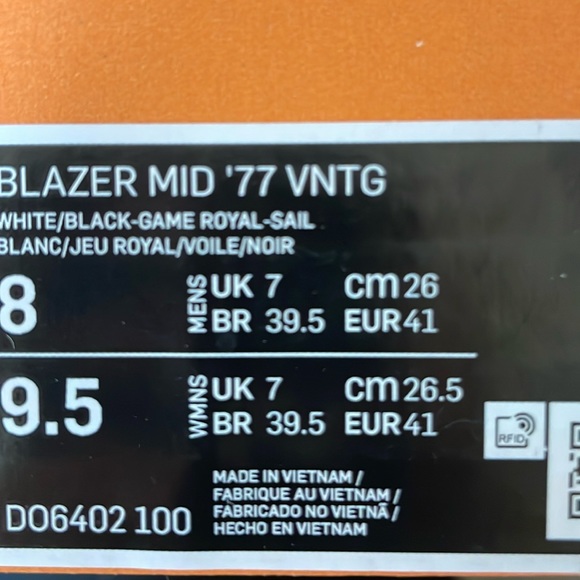 BLAZER MID '77 VNTG
WHITE/BLACK-GAME ROYAL-SAIL
BLANC/JEU ROYAL/VOILE/NOIR
8 MENS UK 7 CM 26
BR 39.5 EUR 41
9.5 WMNS UK 7 CM 26.5
BR 39.5 EUR 41
RFID
MADE IN VIETNAM /
FABRIQUE AU VIETNAM /
FABRICADO NO VIETNÃ /
HECHO EN VIETNAM
DO6402 100